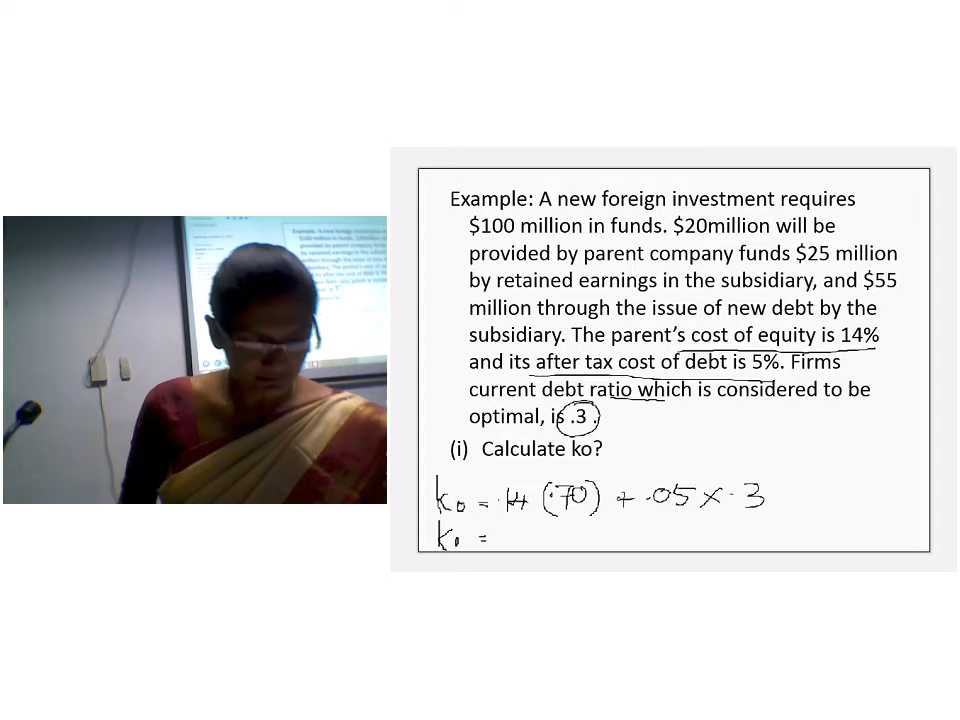 Example: A new foreign investment requires
$100 million in funds. $20million will be
provided by parent company funds $25 million
by retained earnings in the subsidiary, and $55
million through the issue of new debt by the
subsidiary. The parent's cost of equity is 14%
and its after tax cost of debt is 5%. Firms
current debt ratio which is considered to be
optimal, is .3 .
(i) Calculate ko?
k0 = .14 (.70) + .05 x .3
k0 =